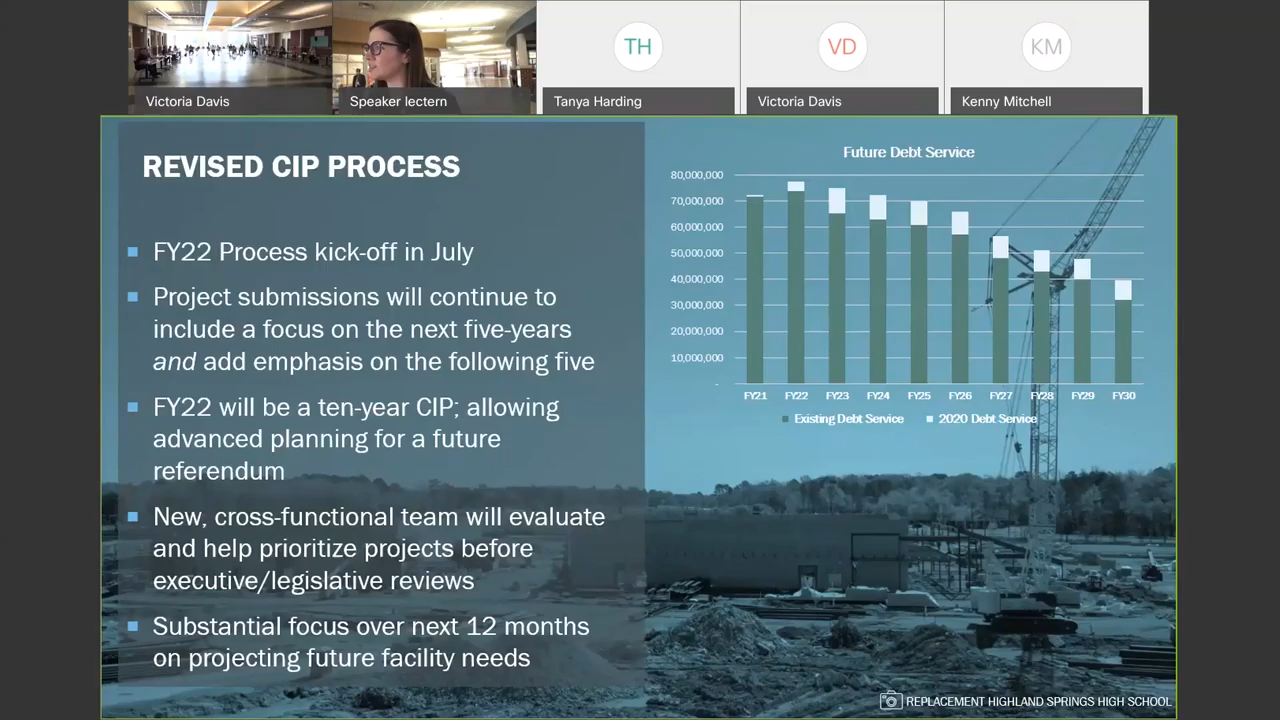 TH
VD
KM
Victoria Davis
Speaker lectern
Tanya Harding
Victoria Davis
Kenny Mitchell
REVISED CIP PROCESS
FY22 Process kick-off in July
Project submissions will continue to
include a focus on the next five-years
and add emphasis on the following five
FY22 will be a ten-year CIP; allowing
advanced planning for a future
referendum
New, cross-functional team will evaluate
and help prioritize projects before
executive/legislative reviews
Substantial focus over next 12 months
on projecting future facility needs
Future Debt Service
80,000,000
70,000,000
60,000,000
50,000,000
40,000,000
30,000,000
20,000,000
10,000,000
-
FY21 FY22 FY23 FY24 FY25 FY26 FY27 FY28 FY29 FY30
Existing Debt Service 2020 Debt Service
REPLACEMENT HIGHLAND SPRINGS HIGH SCHOOL